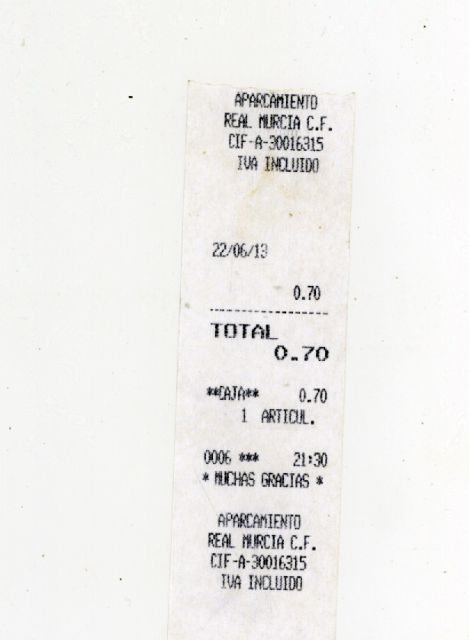 APARCAMIENTO
REAL MURCIA C.F.
CIF-A-30016315
IVA INCLUIDO
22/06/13
0.70
TOTAL
0.70
**CAJA** 0.70
1 ARTICUL.
0006 *** 21:30
* MUCHAS GRACIAS *
APARCAMIENTO
REAL MURCIA C.F.
CIF-A-30016315
IVA INCLUIDO